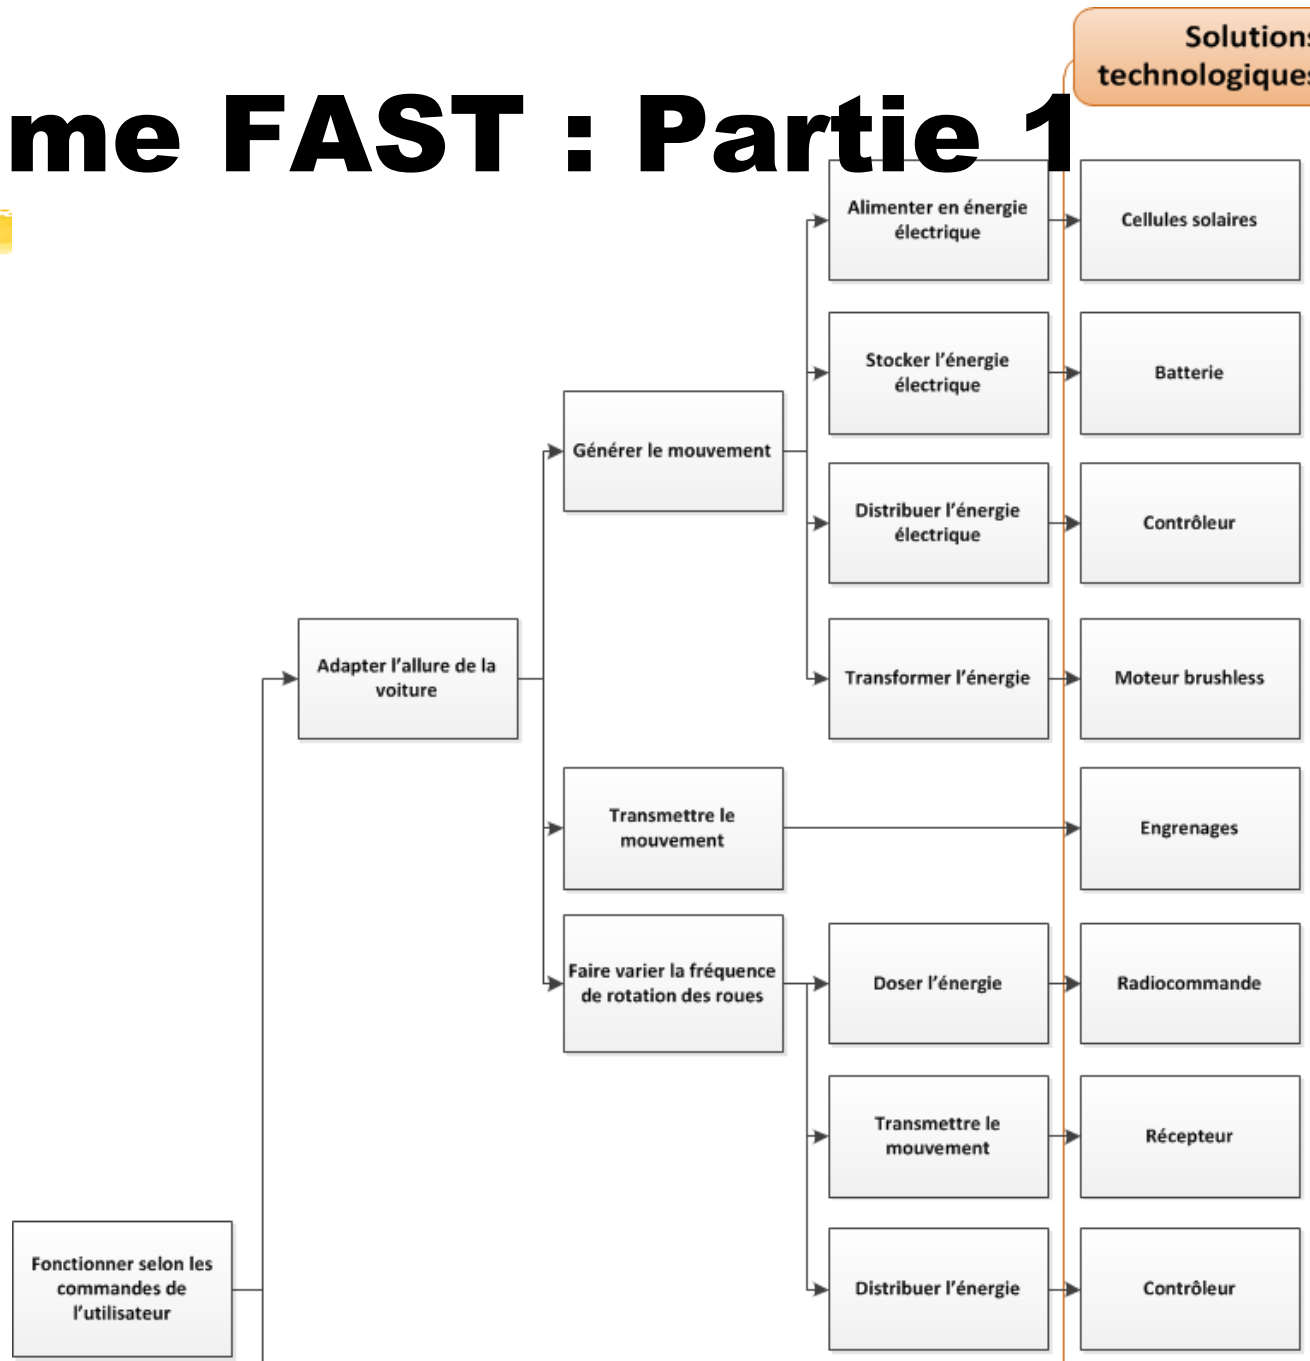 Solutions
technologiques
me FAST : Partie 1
Alimenter en énergie
électrique
Cellules solaires
Stocker l'énergie
électrique
Batterie
Générer le mouvement
Distribuer l'énergie
électrique
Contrôleur
Adapter l'allure de la
voiture
Transformer l'énergie
Moteur brushless
Transmettre le
mouvement
Engrenages
Faire varier la fréquence
de rotation des roues
Doser l'énergie
Radiocommande
Transmettre le
mouvement
Récepteur
Fonctionner selon les
commandes de
l'utilisateur
Distribuer l'énergie
Contrôleur